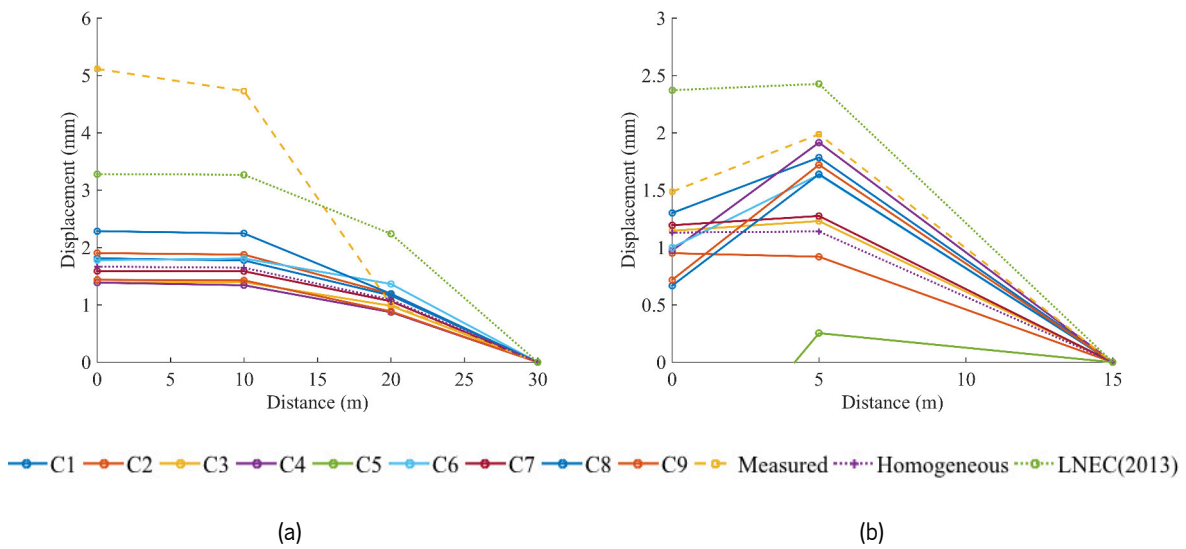 6
5
4
3
2
1
0
Displacement (mm)
0 5 10 15 20 25 30
Distance (m)
3
2.5
2
1.5
1
0.5
0
Displacement (mm)
0 5 10 15
Distance (m)
C1 C2 C3 C4 C5 C6 C7 C8 C9 Measured Homogeneous LNEC(2013)
(a) (b)